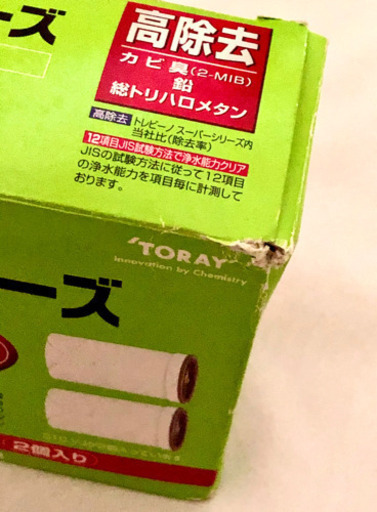 ーズ
高除去
カビ臭(2-MIB)
鉛
総トリハロメタン
高除去 トレビーノ スーパーシリーズ内
当社比(除去率)
12項目JIS試験方法で浄水能力クリア
JISの試験方法に従って12項目
の浄水能力を項目毎に計測して
おります。
'TORAY'
Innovation by Chemistry
ーズ
2個入り